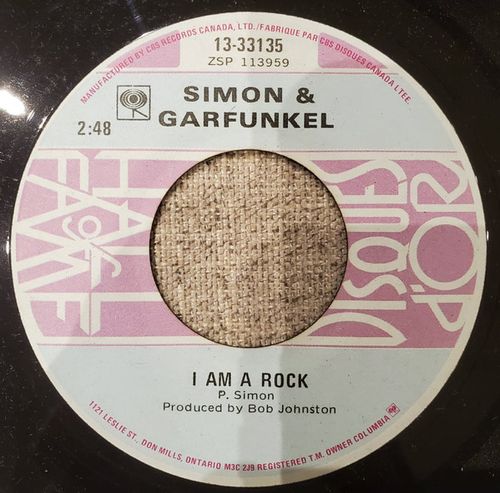 MANUFACTURED BY CBS RECORDS CANADA, LTD./FABRIQUE PAR CBS DISQUES CANADA LTEE.
13-33135
ZSP 113959
SIMON &
GARFUNKEL
2:48
HALL
of
FAME
DISQUES
D'OR
I AM A ROCK
P. Simon
Produced by Bob Johnston
1121 LESLIE ST., DON MILLS, ONTARIO M3C 2J9 REGISTERED T.M. OWNER COLUMBIA